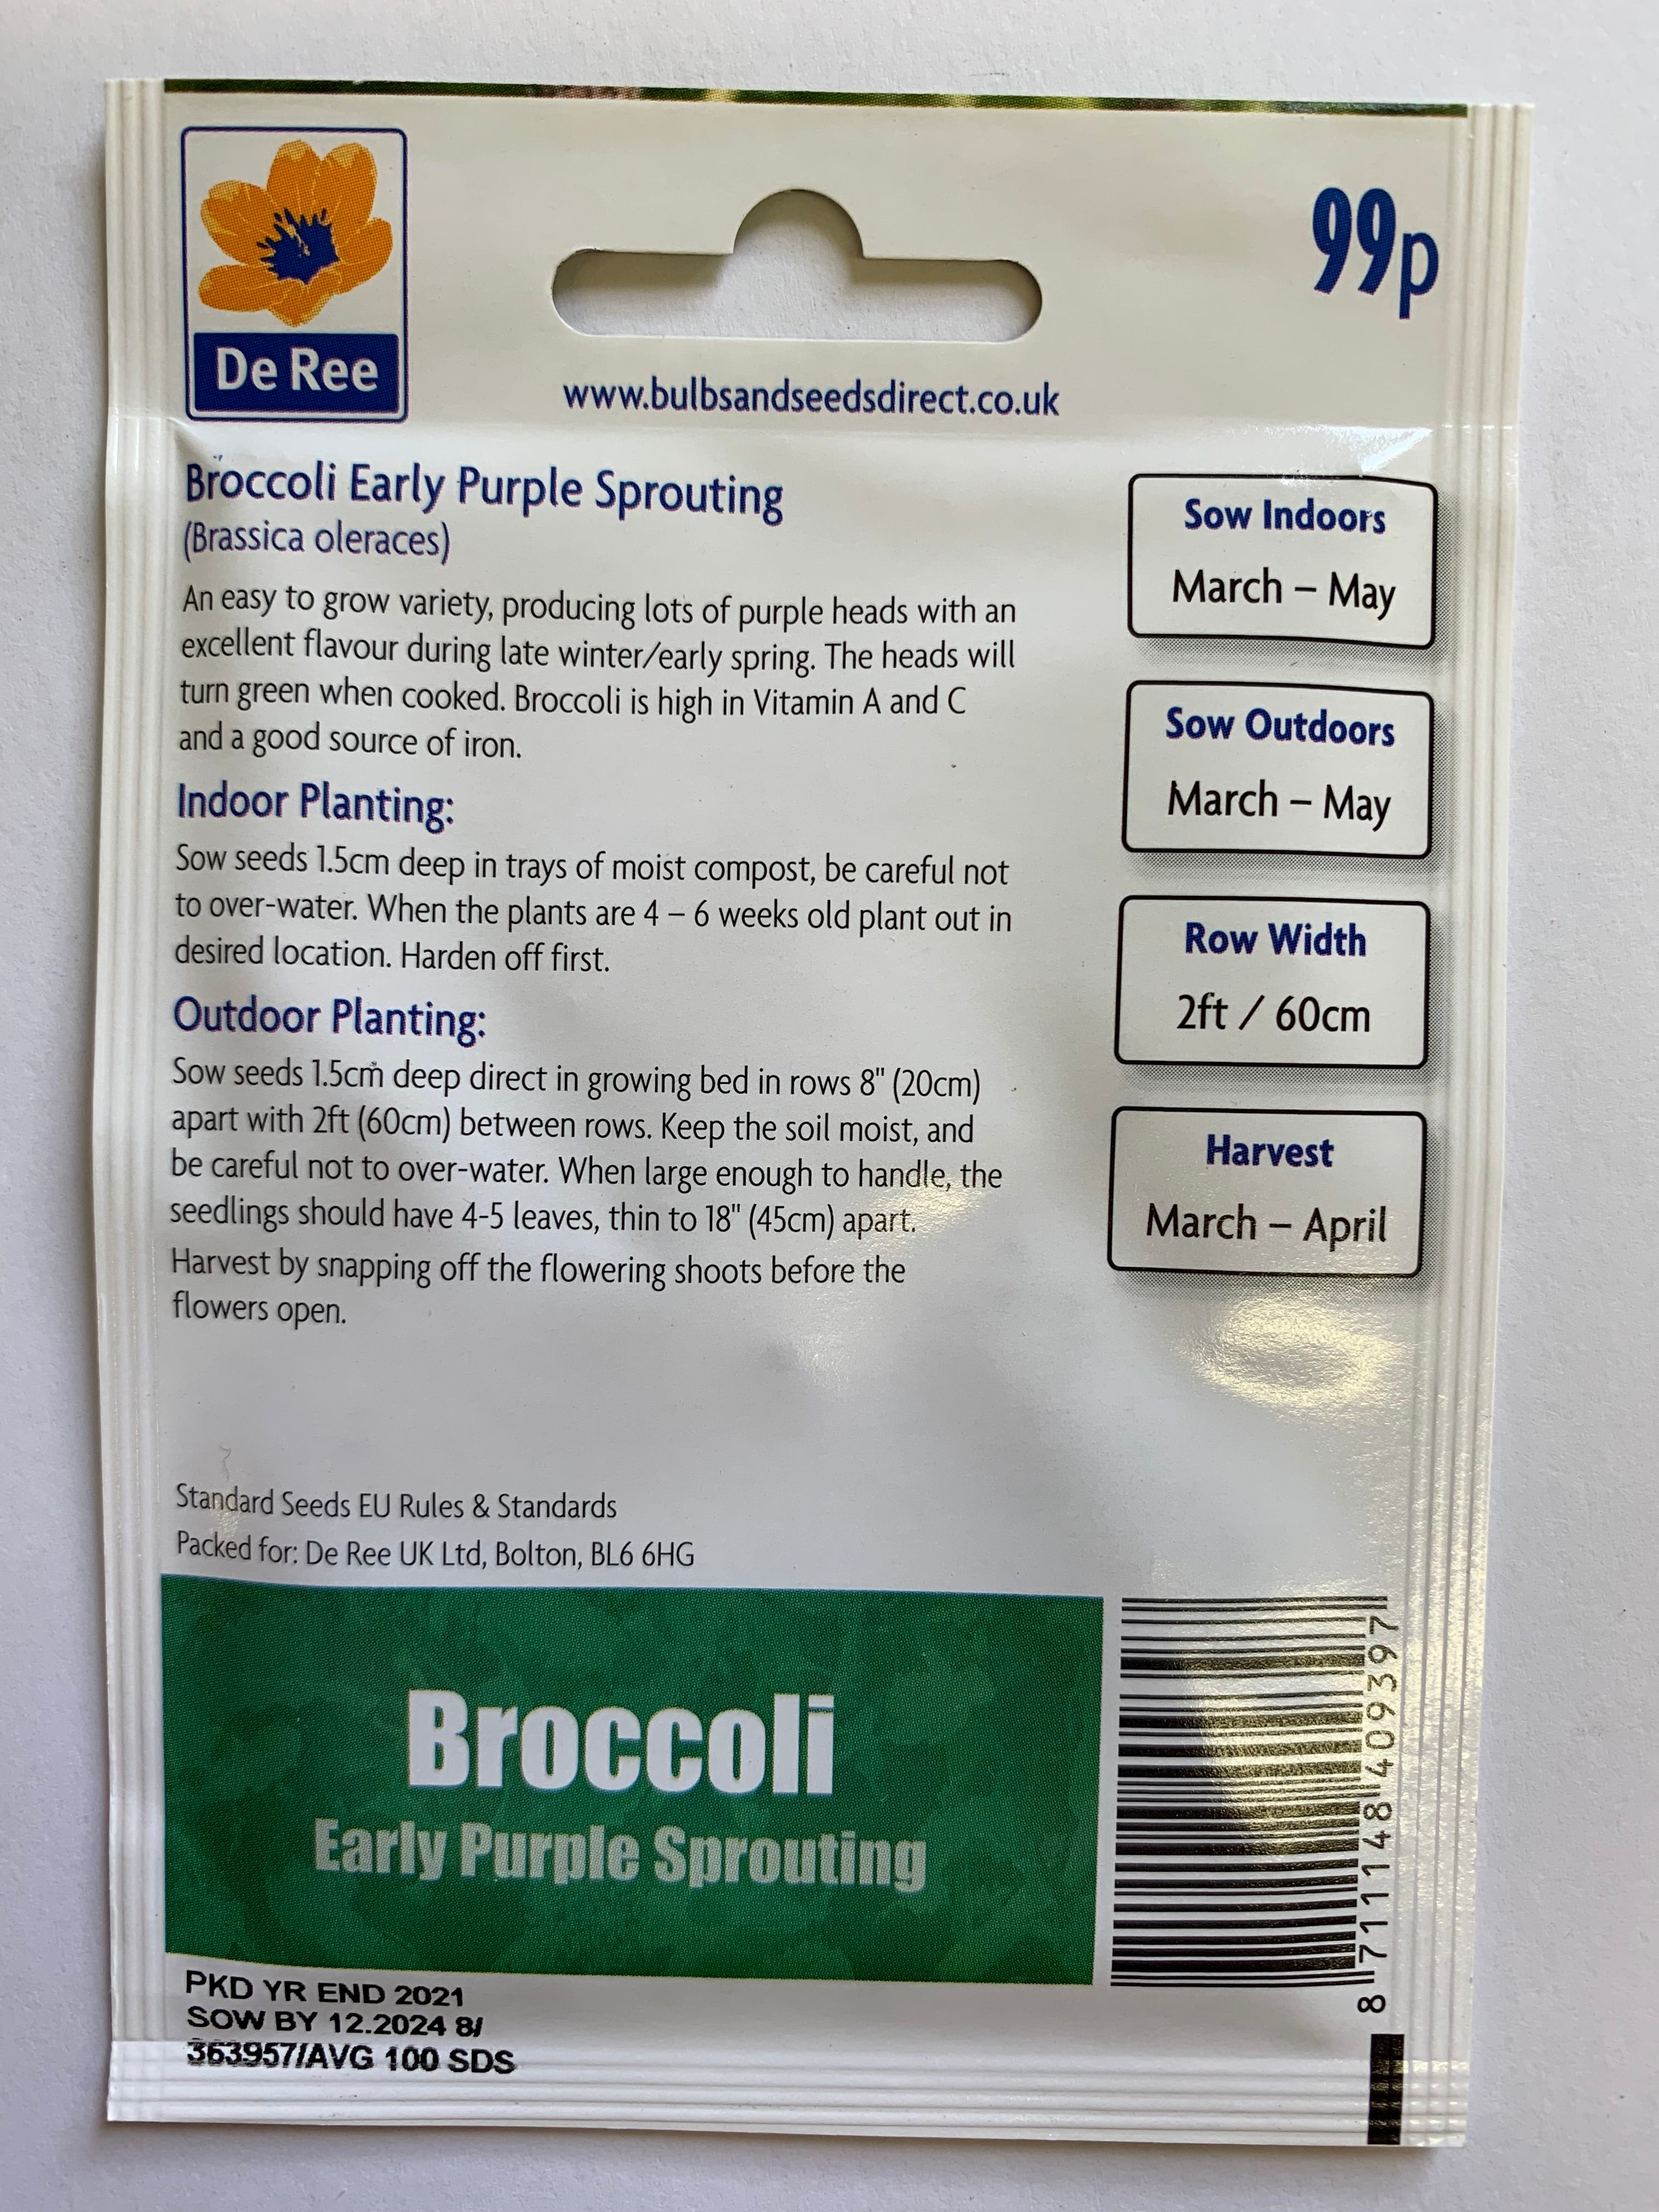 De Ree
99p
www.bulbsandseedsdirect.co.uk
Broccoli Early Purple Sprouting
(Brassica oleraces)
An easy to grow variety, producing lots of purple heads with an
excellent flavour during late winter/early spring. The heads will
turn green when cooked. Broccoli is high in Vitamin A and C
and a good source of iron.
Indoor Planting:
Sow seeds 1.5cm deep in trays of moist compost, be careful not
to over-water. When the plants are 4 – 6 weeks old plant out in
desired location. Harden off first.
Outdoor Planting:
Sow seeds 1.5cm deep direct in growing bed in rows 8" (20cm)
apart with 2ft (60cm) between rows. Keep the soil moist, and
be careful not to over-water. When large enough to handle, the
seedlings should have 4-5 leaves, thin to 18" (45cm) apart.
Harvest by snapping off the flowering shoots before the
flowers open.
Sow Indoors
March – May
Sow Outdoors
March – May
Row Width
2ft / 60cm
Harvest
March – April
Standard Seeds EU Rules & Standards
Packed for: De Ree UK Ltd, Bolton, BL6 6HG
Broccoli
Early Purple Sprouting
8 711148 409397
PKD YR END 2021
SOW BY 12.2024 8/
363957/AVG 100 SDS